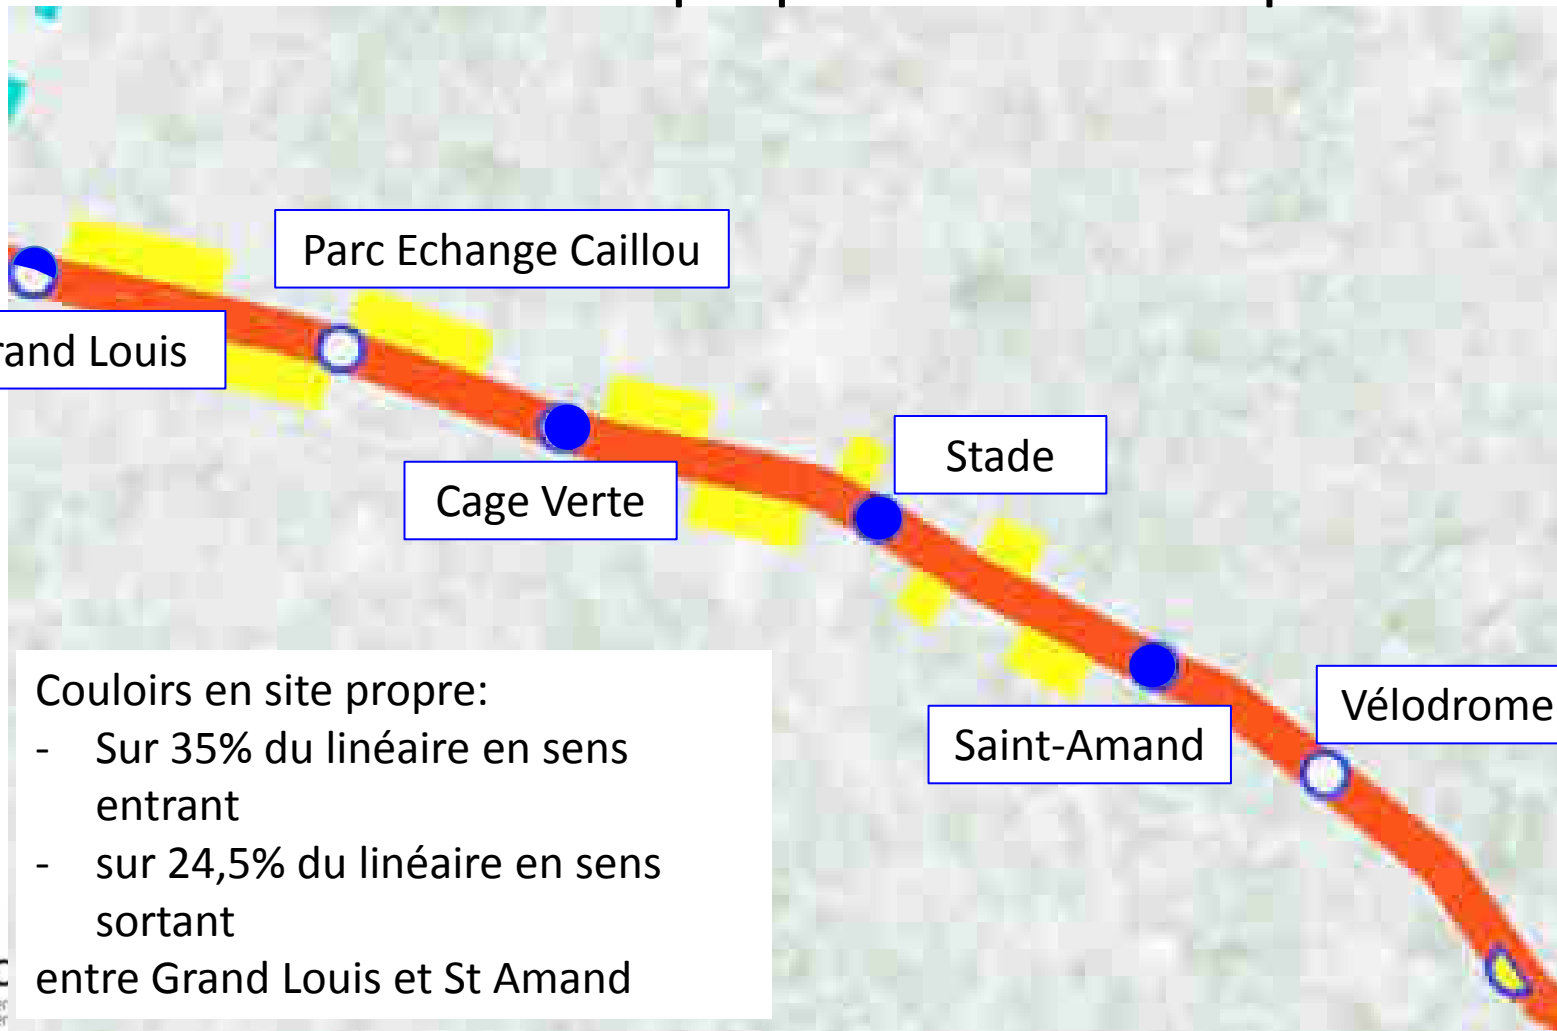 Parc Echange Caillou
rand Louis
Stade
Cage Verte
Vélodrome
Saint-Amand
Couloirs en site propre:
- Sur 35% du linéaire en sens
entrant
- sur 24,5% du linéaire en sens
sortant
entre Grand Louis et St Amand